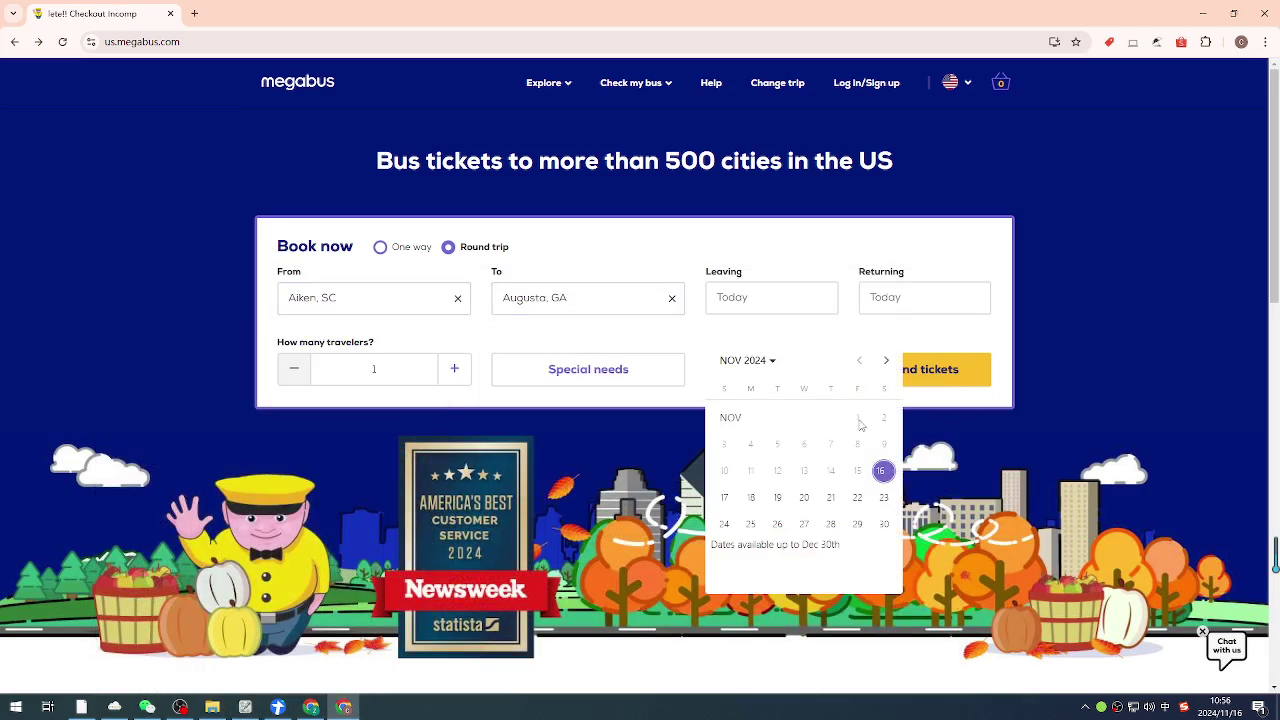 lete!! Checkout Incomp
us.megabus.com
megabus
Explore
Check my bus
Help
Change trip
Log In/Sign up
0
Bus tickets to more than 500 cities in the US
Book now
One way
Round trip
From
To
Leaving
Returning
Aiken, SC
Augusta, GA
Today
Today
How many travelers?
1
Special needs
nd tickets
NOV 2024
S M T W T F S
NOV 1 2
3 4 5 6 7 8 9
10 11 12 13 14 15 16
17 18 19 20 21 22 23
24 25 26 27 28 29 30
Dates available up to Dec 30th
AMERICA'S BEST
CUSTOMER
SERVICE
2024
Newsweek
statista
Chat
with us
10:56
2024/11/16